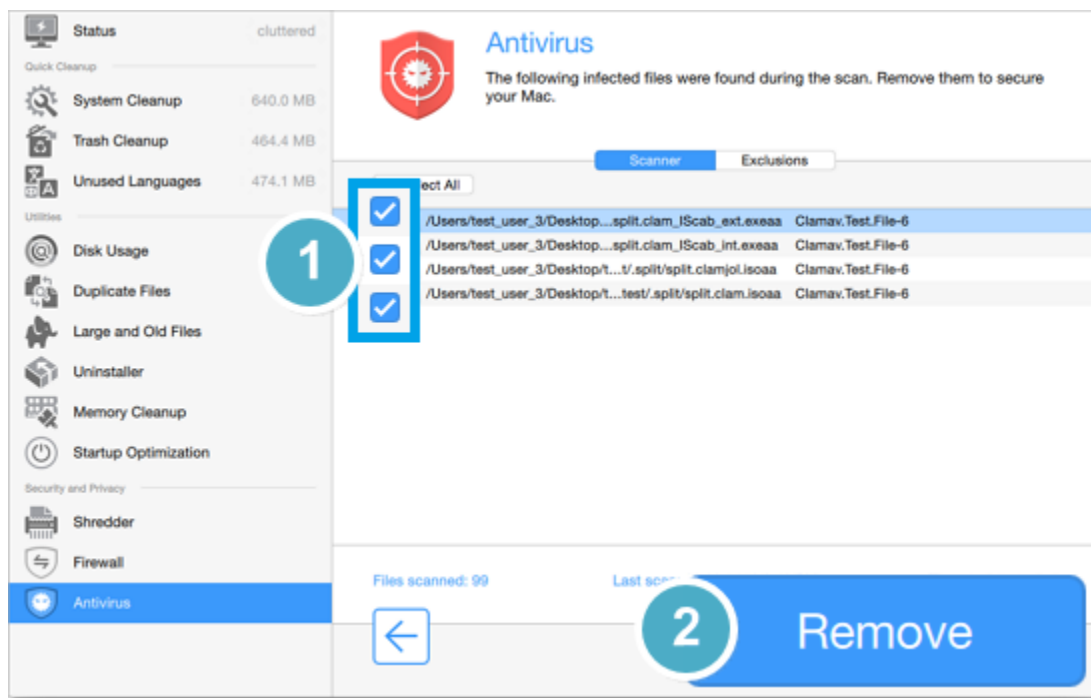 Status cluttered
Quick Cleanup
System Cleanup 640.0 MB
Trash Cleanup 464.4 MB
Unused Languages 474.1 MB
Utilities
Disk Usage
Duplicate Files
Large and Old Files
Uninstaller
Memory Cleanup
Startup Optimization
Security and Privacy
Shredder
Firewall
Antivirus
Antivirus
The following infected files were found during the scan. Remove them to secure
your Mac.
Scanner Exclusions
All
/Users/test_user_3/Desktop...split.clam_IScab_ext.exeaa Clamav.Test.File-6
/Users/test_user_3/Desktop...split.clam_IScab_int.exeaa Clamav.Test.File-6
/Users/test_user_3/Desktop/t...t/.split/split.clamjol.isoaa Clamav.Test.File-6
/Users/test_user_3/Desktop/t...test/.split/split.clam.isoaa Clamav.Test.File-6
1
Files scanned: 99 Last
2 Remove